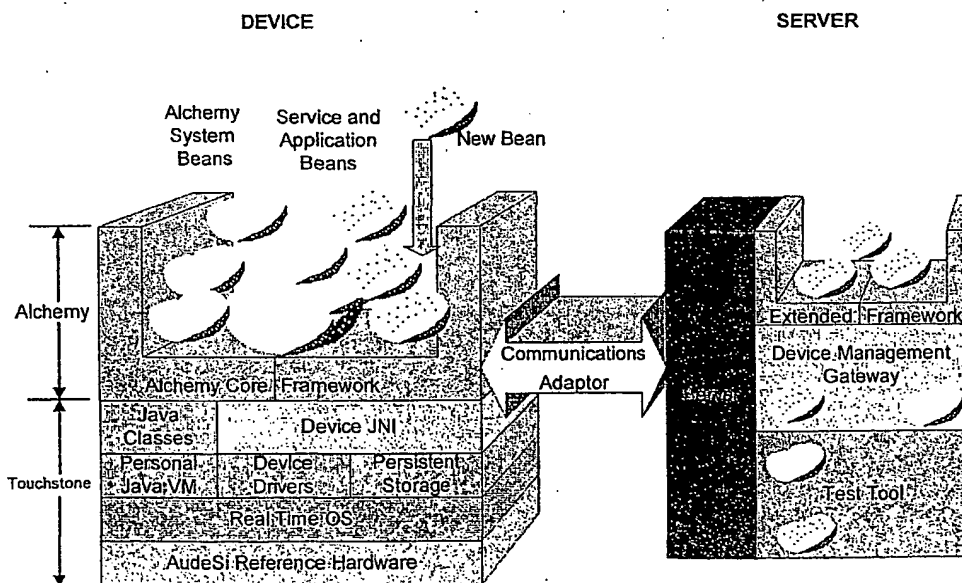 DEVICE
SERVER
Alchemy
System
Beans
Service and
Application
Beans
New Bean
Alchemy
Communications
Adaptor
Extended Framework
Device Management
Gateway
Alchemy Core Framework
Java
Classes
Device JNI
Touchstone
Personal
Java VM
Device
Drivers
Persistent
Storage
Test Tool
Real Time OS
AudeSi Reference Hardware